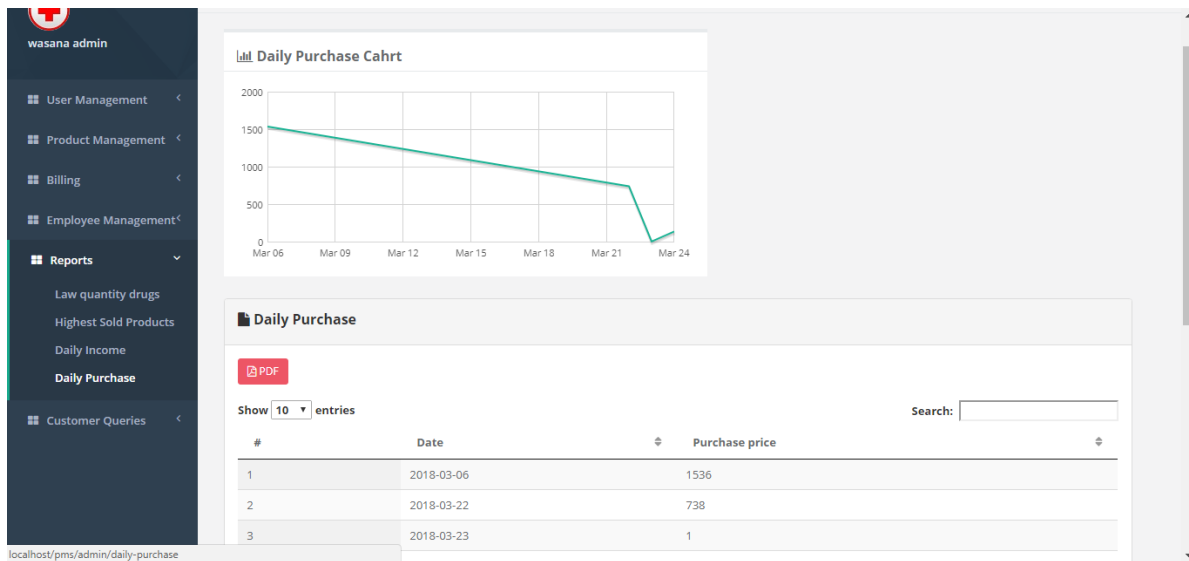 wasana admin
User Management
Product Management
Billing
Employee Management
Reports
Law quantity drugs
Highest Sold Products
Daily Income
Daily Purchase
Customer Queries
Daily Purchase Cahrt
2000
1500
1000
500
0
Mar 06 Mar 09 Mar 12 Mar 15 Mar 18 Mar 21 Mar 24
Daily Purchase
PDF
Show 10 entries Search:
# Date Purchase price
1 2018-03-06 1536
2 2018-03-22 738
3 2018-03-23 1
localhost/pms/admin/daily-purchase